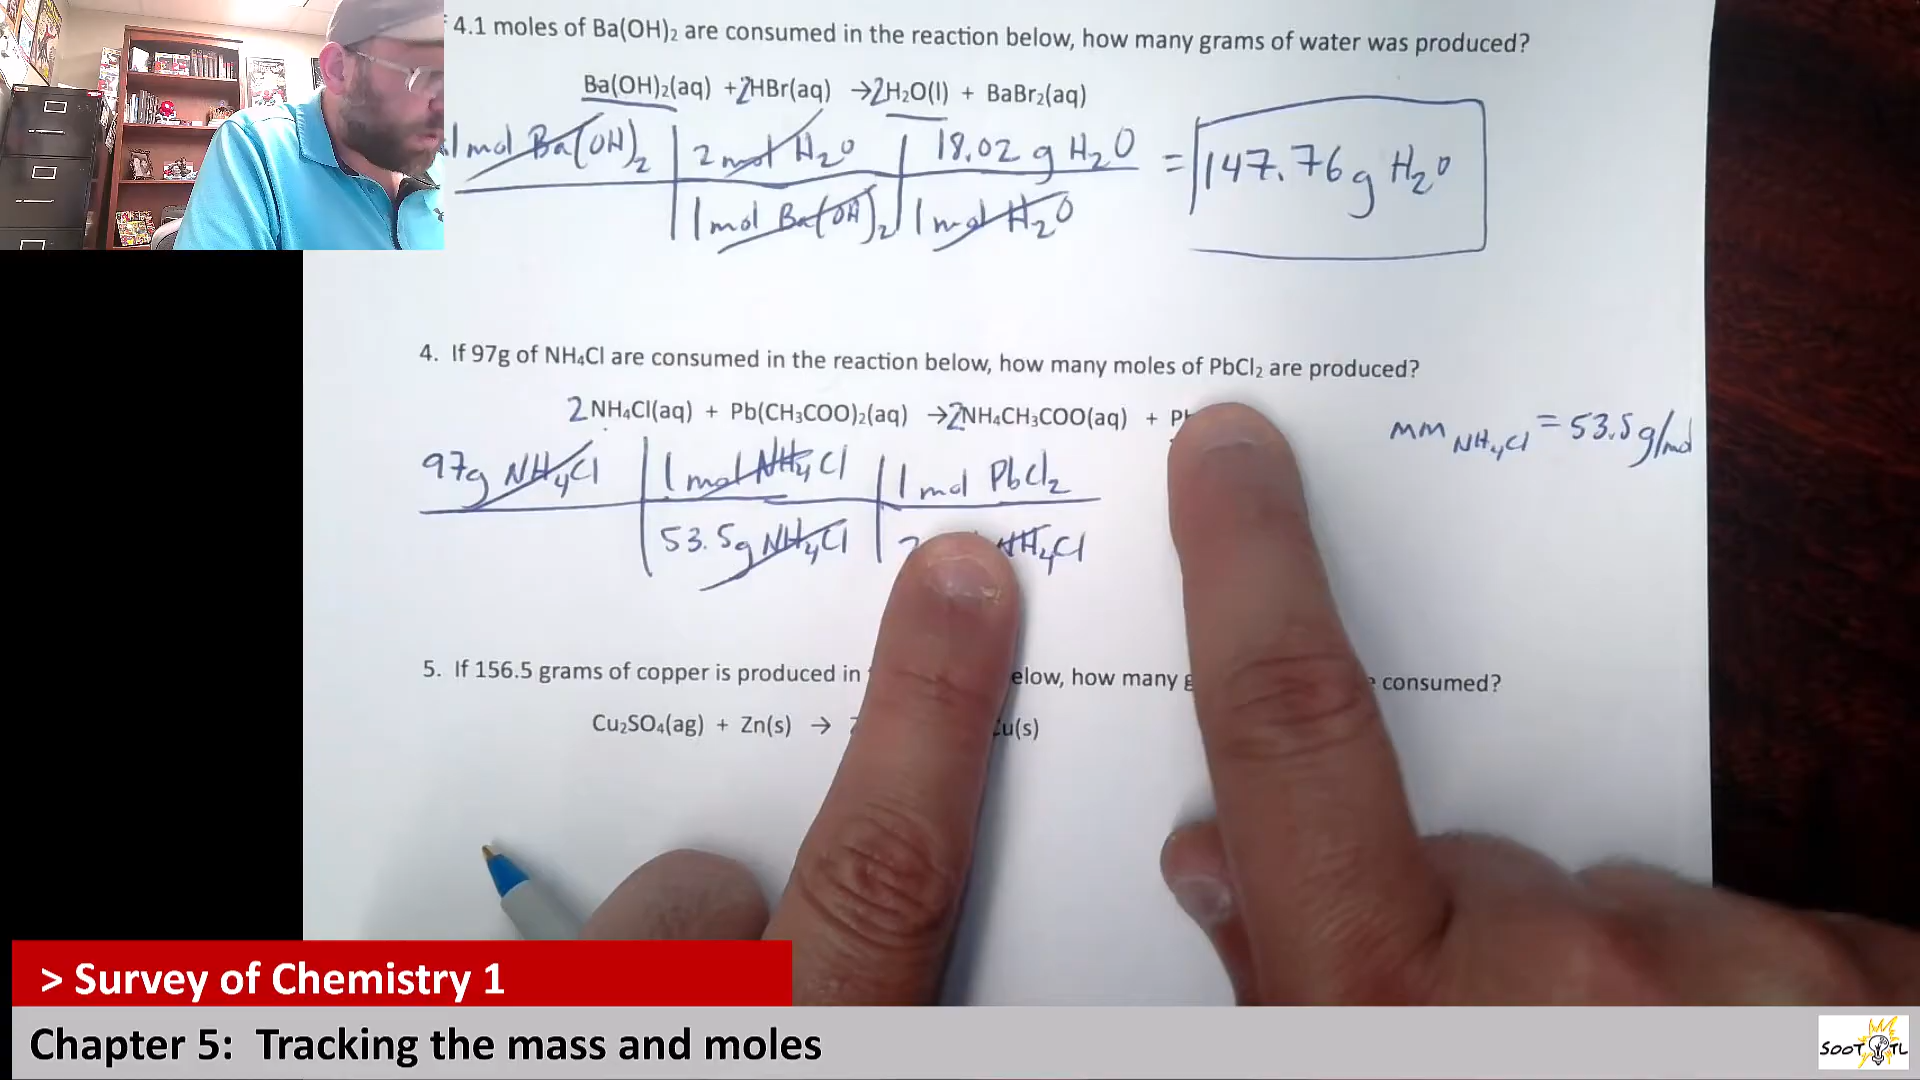 4.1 moles of Ba(OH)₂ are consumed in the reaction below, how many grams of water was produced?
Ba(OH)₂(aq) +2HBr(aq) →2H₂O(l) + BaBr₂(aq)
1 mol Ba(OH)₂ | 2 mol H₂O | 18.02 g H₂O = 147.76g H₂O
1 mol Ba(OH)₂ | 1 mol H₂O
4. If 97g of NH₄Cl are consumed in the reaction below, how many moles of PbCl₂ are produced?
2NH₄Cl(aq) + Pb(CH₃COO)₂(aq) →2NH₄CH₃COO(aq) +
mm NH₄Cl = 53.5g/mol
97g NH₄Cl | 1 mol NH₄Cl | 1 mol PbCl₂
53.5g NH₄Cl | NH₄Cl
5. If 156.5 grams of copper is produced in elow, how many consumed?
Cu₂SO₄(ag) + Zn(s) → u(s)
> Survey of Chemistry 1
Chapter 5: Tracking the mass and moles
SOOTTL